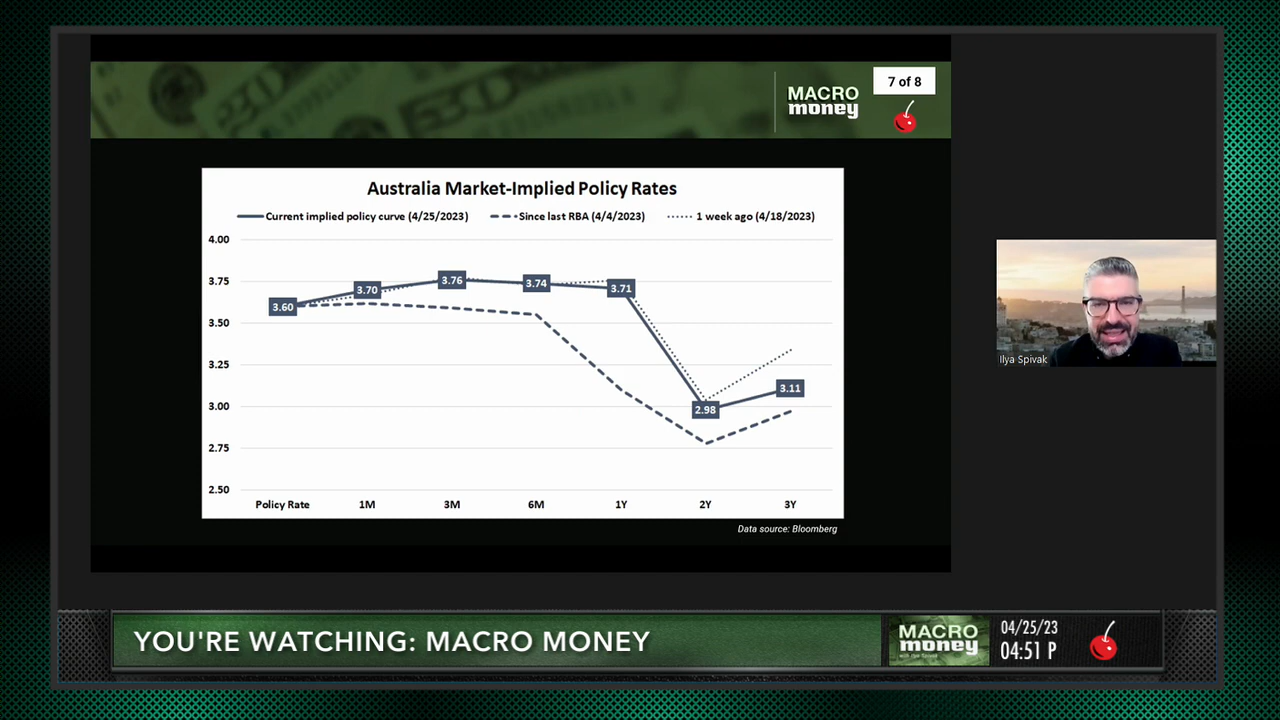 MACRO
money
7 of 8
Australia Market-Implied Policy Rates
Current implied policy curve (4/25/2023) Since last RBA (4/4/2023) 1 week ago (4/18/2023)
4.00
3.75
3.50
3.25
3.00
2.75
2.50
3.60
3.70
3.76
3.74
3.71
2.98
3.11
Policy Rate 1M 3M 6M 1Y 2Y 3Y
Data source: Bloomberg
Ilya Spivak
YOU'RE WATCHING: MACRO MONEY
MACRO
money
with Ilya Spivak
04/25/23
04:51 P